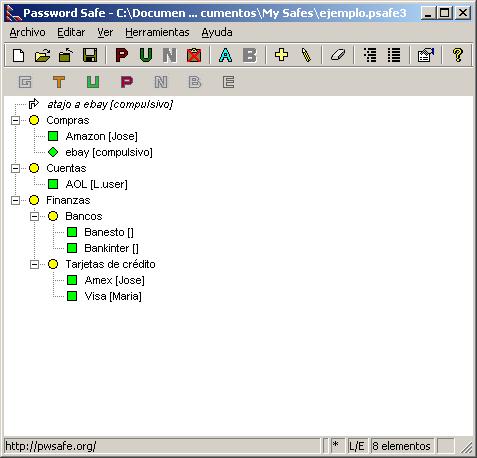 Password Safe - C:\Documen ... cumentos\My Safes\ejemplo.psafe3
Archivo Editar Ver Herramientas Ayuda
P U N A B ?
G T U P N B E
atajo a ebay [compulsivo]
Compras
Amazon [Jose]
ebay [compulsivo]
Cuentas
AOL [L.user]
Finanzas
Bancos
Banesto []
Bankinter []
Tarjetas de crédito
Amex [Jose]
Visa [Maria]
http://pwsafe.org/ * L/E 8 elementos